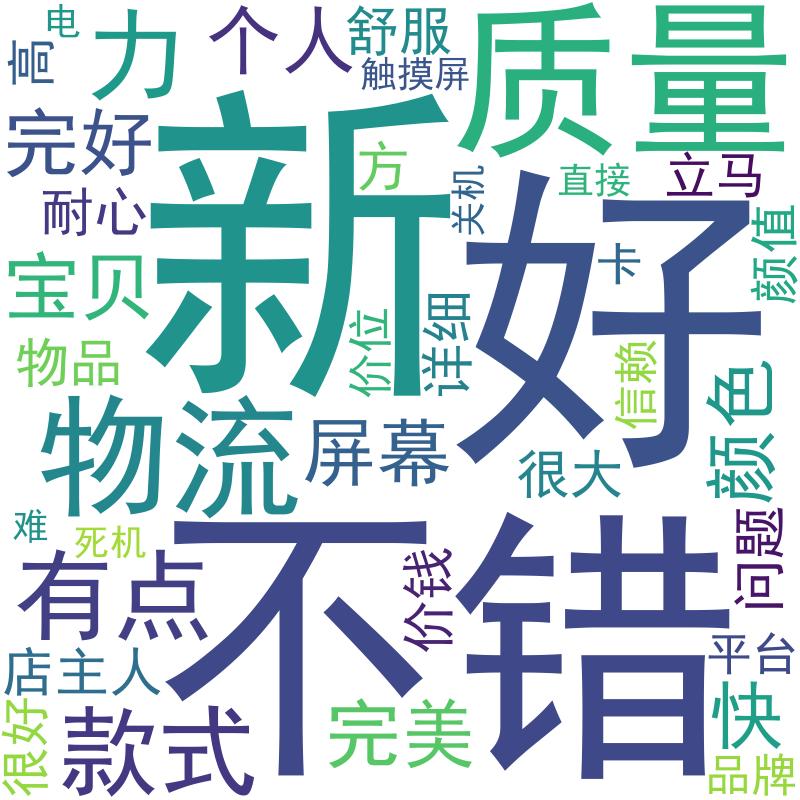 电
力
个人
舒服
质量
高
触摸屏
完好
新
方
关机
直接
立马
耐心
好
颜值
宝贝
卡
价位
详细
物品
信赖
颜色
物流
屏幕
很大
难
死机
不错
问题
有点
价钱
店主人
平台
很好
款式
完美
快
品牌